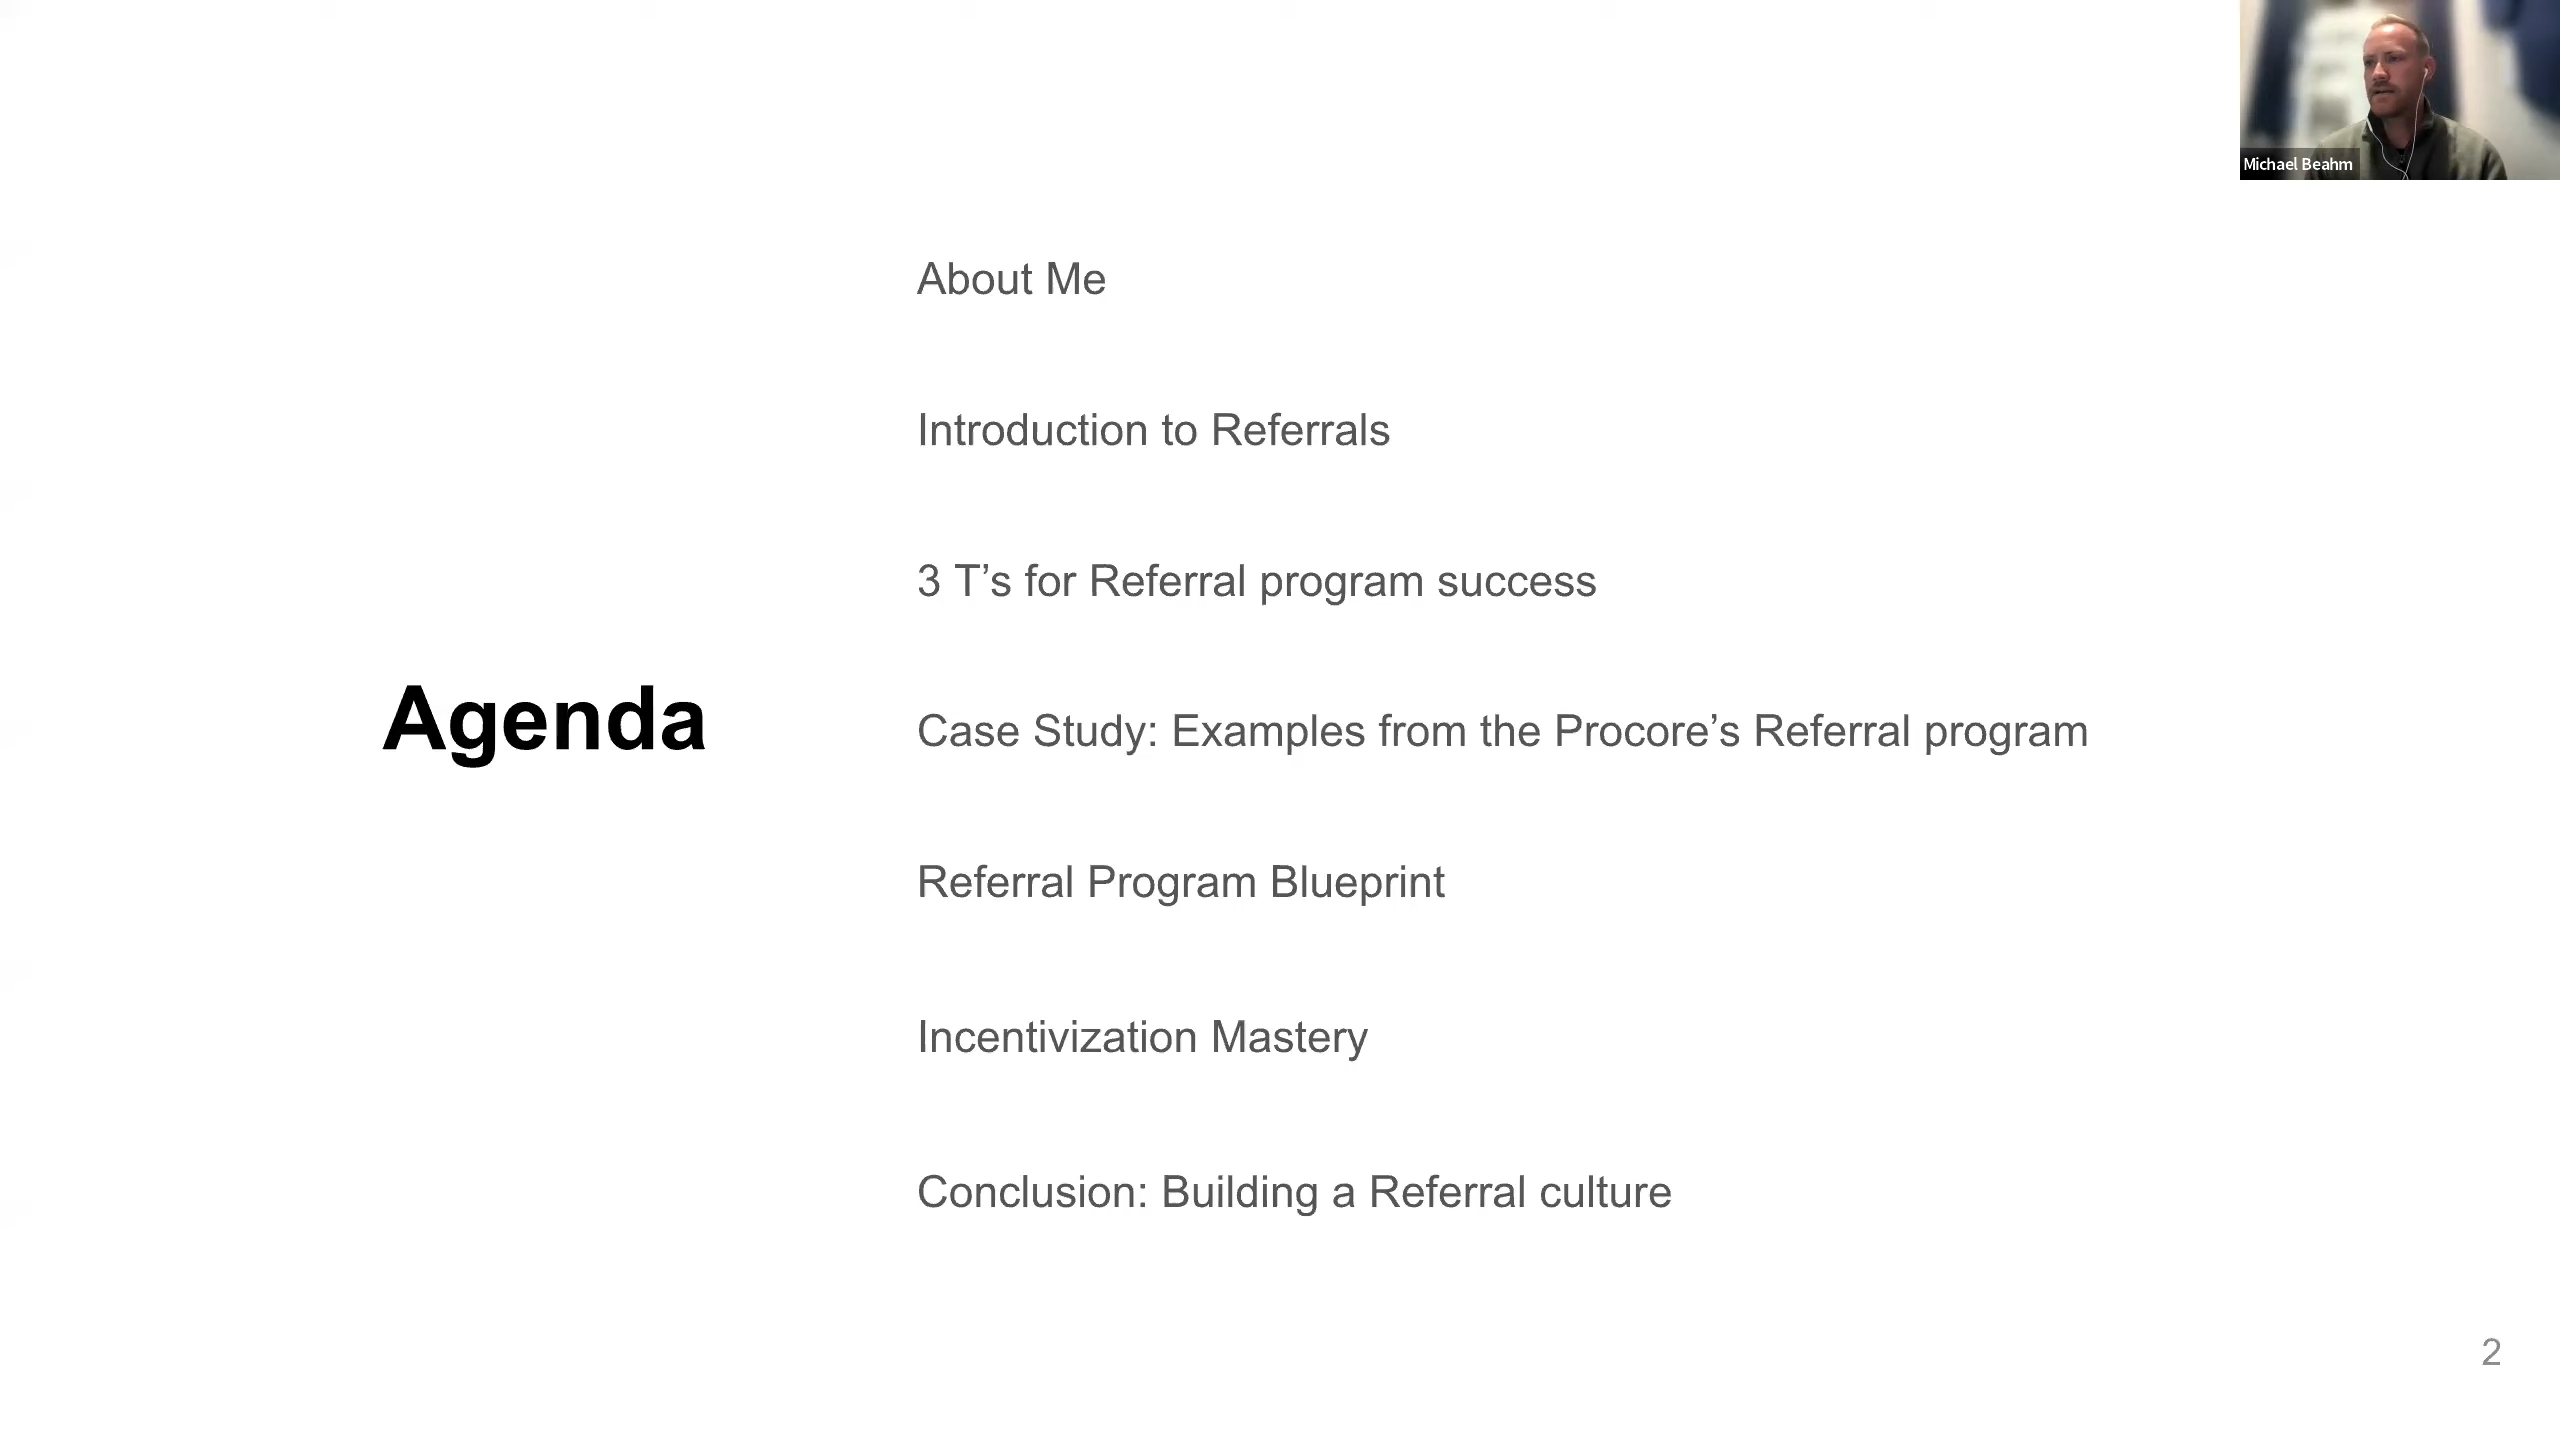 Michael Beahm
About Me
Introduction to Referrals
3 T’s for Referral program success
Agenda
Case Study: Examples from the Procore’s Referral program
Referral Program Blueprint
Incentivization Mastery
Conclusion: Building a Referral culture
2